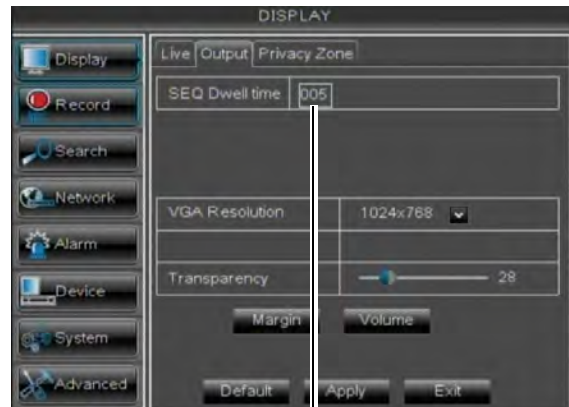 DISPLAY
Display
Record
Search
Network
Alarm
Device
System
Advanced
Live Output Privacy Zone
SEQ Dwell time 005
VGA Resolution 1024x768
Transparency 28
Margin Volume
Default Apply Exit